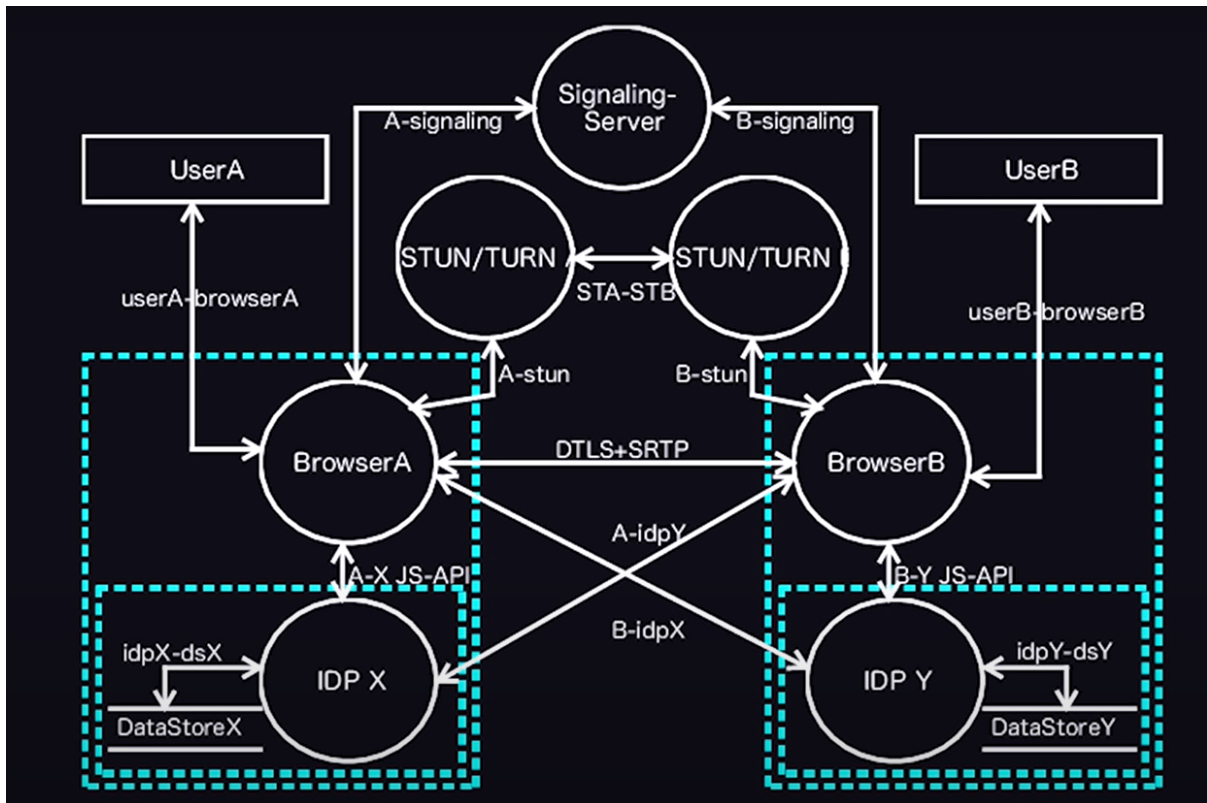 Signaling-
Server
A-signaling
B-signaling
UserA
UserB
STUN/TURN
STUN/TURN
STA-STB
userA-browserA
userB-browserB
A-stun
B-stun
BrowserA
DTLS+SRTP
BrowserB
A-idpY
A-X JS-API
B-Y JS-API
B-idpX
idpX-dsX
idpY-dsY
IDP X
IDP Y
DataStoreX
DataStoreY